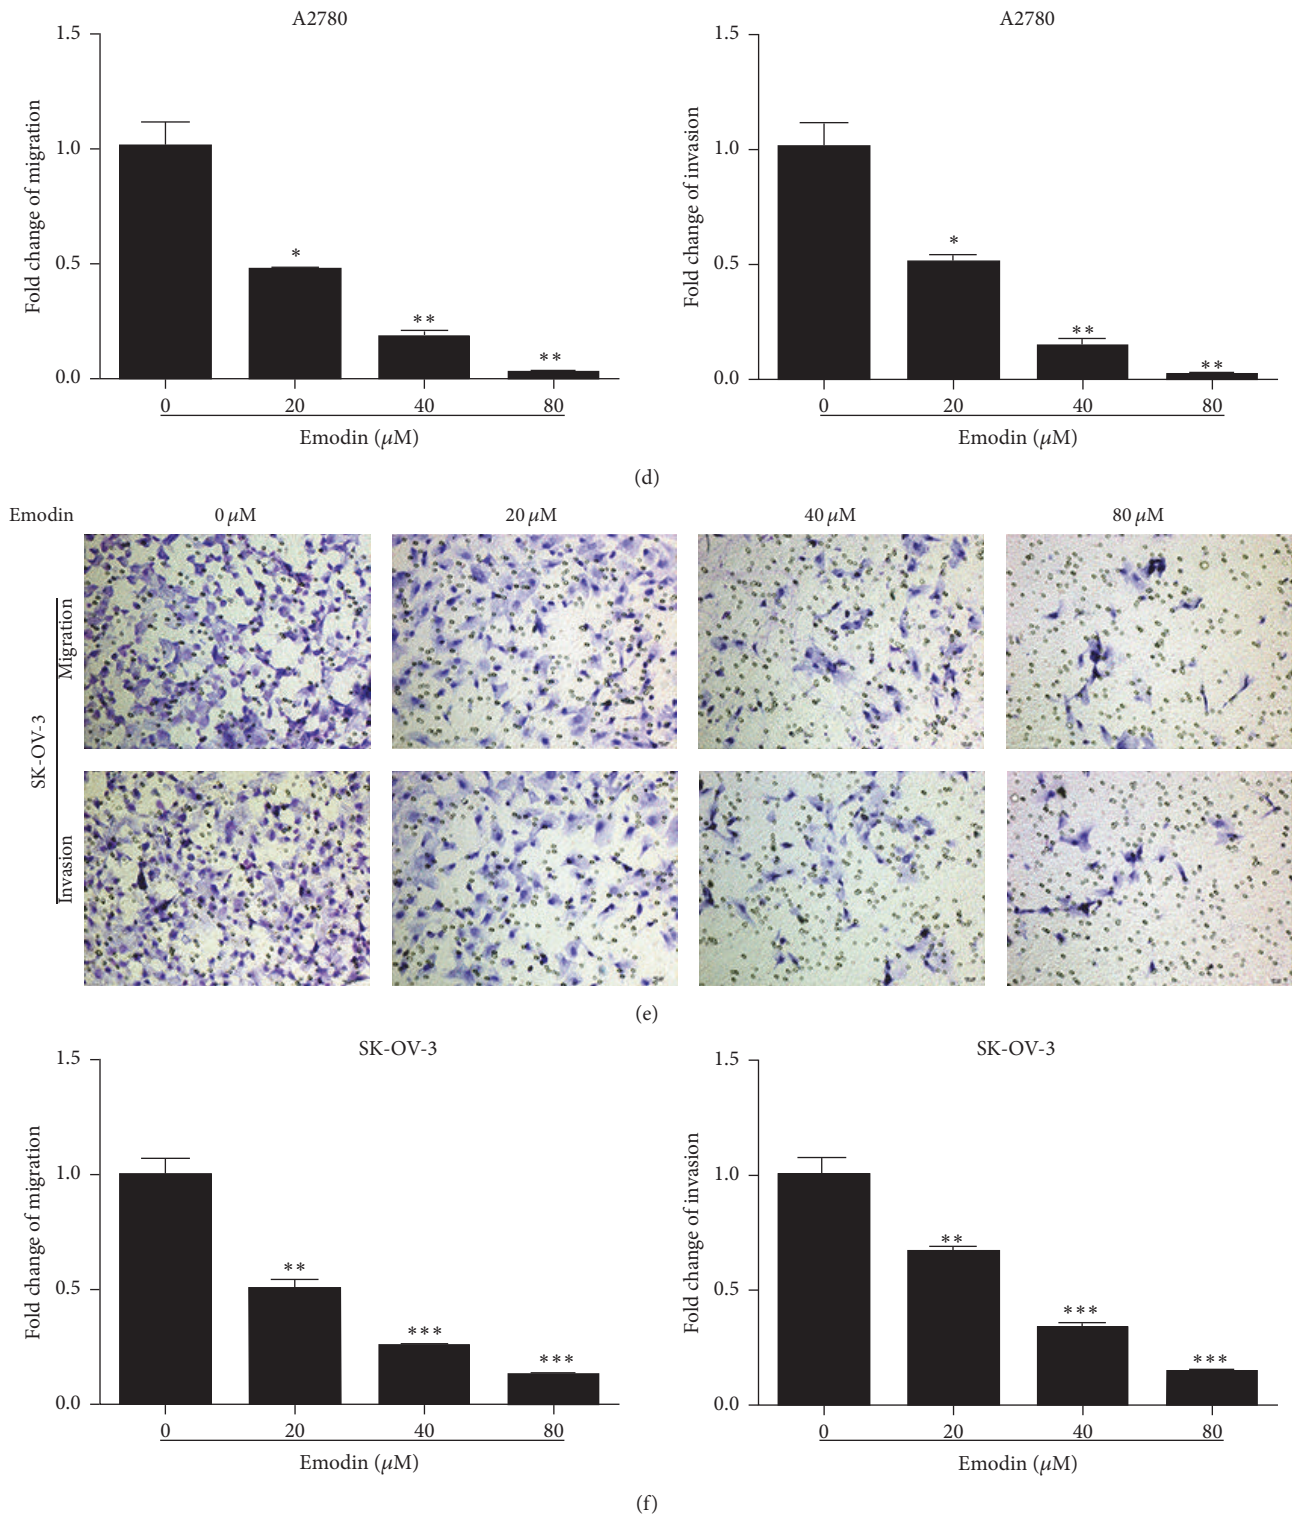 A2780
Fold change of migration
1.5
1.0
0.5
0.0
*
**
**
0 20 40 80
Emodin (μM)
A2780
Fold change of invasion
1.5
1.0
0.5
0.0
*
**
**
0 20 40 80
Emodin (μM)
(d)
Emodin 0 μM 20 μM 40 μM 80 μM
SK-OV-3
Migration
Invasion
(e)
SK-OV-3
Fold change of migration
1.5
1.0
0.5
0.0
**
***
***
0 20 40 80
Emodin (μM)
SK-OV-3
Fold change of invasion
1.5
1.0
0.5
0.0
**
***
***
0 20 40 80
Emodin (μM)
(f)